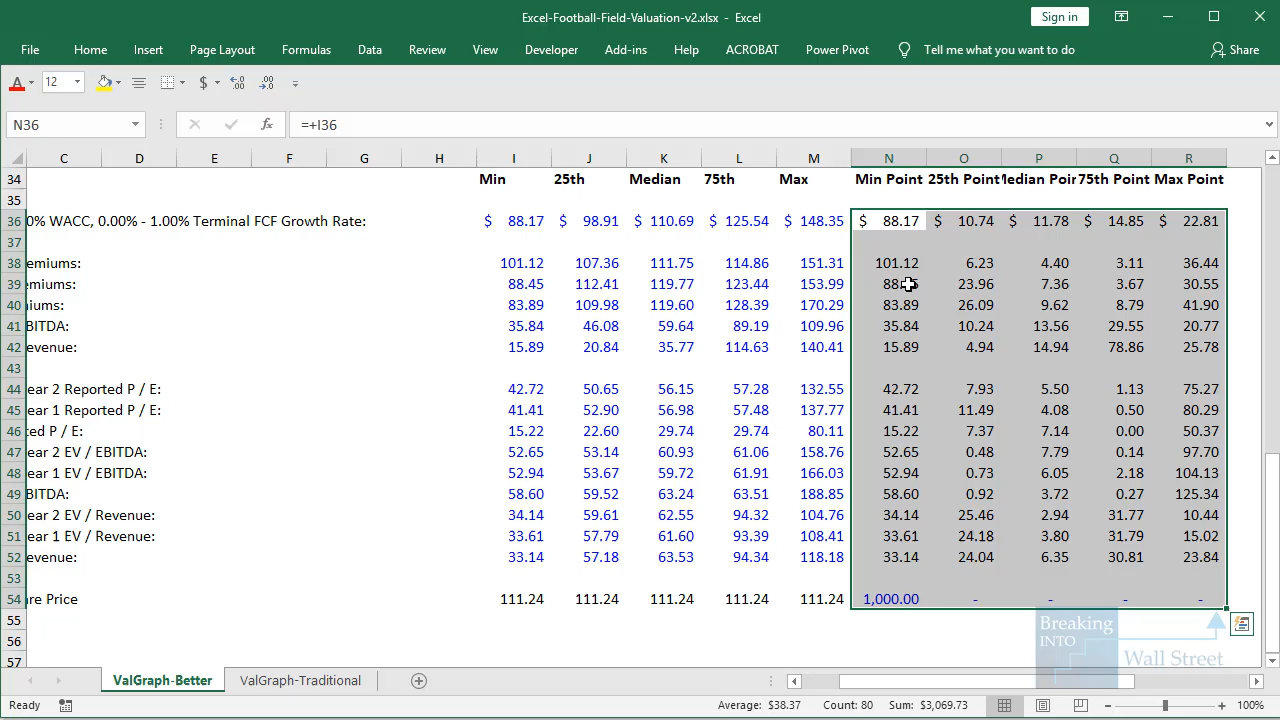 Excel-Football-Field-Valuation-v2.xlsx - Excel
Sign in
File Home Insert Page Layout Formulas Data Review View Developer Add-ins Help ACROBAT Power Pivot Tell me what you want to do Share
A 12 $ ←.0 .00 .00 →.0
N36 fx =+I36
C D E F G H I J K L M N O P Q R
34 Min 25th Median 75th Max Min Point 25th Point Median Poin 75th Point Max Point
35
36 0% WACC, 0.00% - 1.00% Terminal FCF Growth Rate: $ 88.17 $ 98.91 $ 110.69 $ 125.54 $ 148.35 $ 88.17 $ 10.74 $ 11.78 $ 14.85 $ 22.81
37
38 emiums: 101.12 107.36 111.75 114.86 151.31 101.12 6.23 4.40 3.11 36.44
39 emiums: 88.45 112.41 119.77 123.44 153.99 88. 23.96 7.36 3.67 30.55
40 niums: 83.89 109.98 119.60 128.39 170.29 83.89 26.09 9.62 8.79 41.90
41 BITDA: 35.84 46.08 59.64 89.19 109.96 35.84 10.24 13.56 29.55 20.77
42 evenue: 15.89 20.84 35.77 114.63 140.41 15.89 4.94 14.94 78.86 25.78
43
44 ear 2 Reported P / E: 42.72 50.65 56.15 57.28 132.55 42.72 7.93 5.50 1.13 75.27
45 ear 1 Reported P / E: 41.41 52.90 56.98 57.48 137.77 41.41 11.49 4.08 0.50 80.29
46 ted P / E: 15.22 22.60 29.74 29.74 80.11 15.22 7.37 7.14 0.00 50.37
47 ear 2 EV / EBITDA: 52.65 53.14 60.93 61.06 158.76 52.65 0.48 7.79 0.14 97.70
48 ear 1 EV / EBITDA: 52.94 53.67 59.72 61.91 166.03 52.94 0.73 6.05 2.18 104.13
49 BITDA: 58.60 59.52 63.24 63.51 188.85 58.60 0.92 3.72 0.27 125.34
50 ear 2 EV / Revenue: 34.14 59.61 62.55 94.32 104.76 34.14 25.46 2.94 31.77 10.44
51 ear 1 EV / Revenue: 33.61 57.79 61.60 93.39 108.41 33.61 24.18 3.80 31.79 15.02
52 evenue: 33.14 57.18 63.53 94.34 118.18 33.14 24.04 6.35 30.81 23.84
53
54 are Price 111.24 111.24 111.24 111.24 111.24 1,000.00 - - - -
55
56
57
Breaking
INTO
Wall Street
ValGraph-Better ValGraph-Traditional
Ready Average: $38.37 Count: 80 Sum: $3,069.73 100%